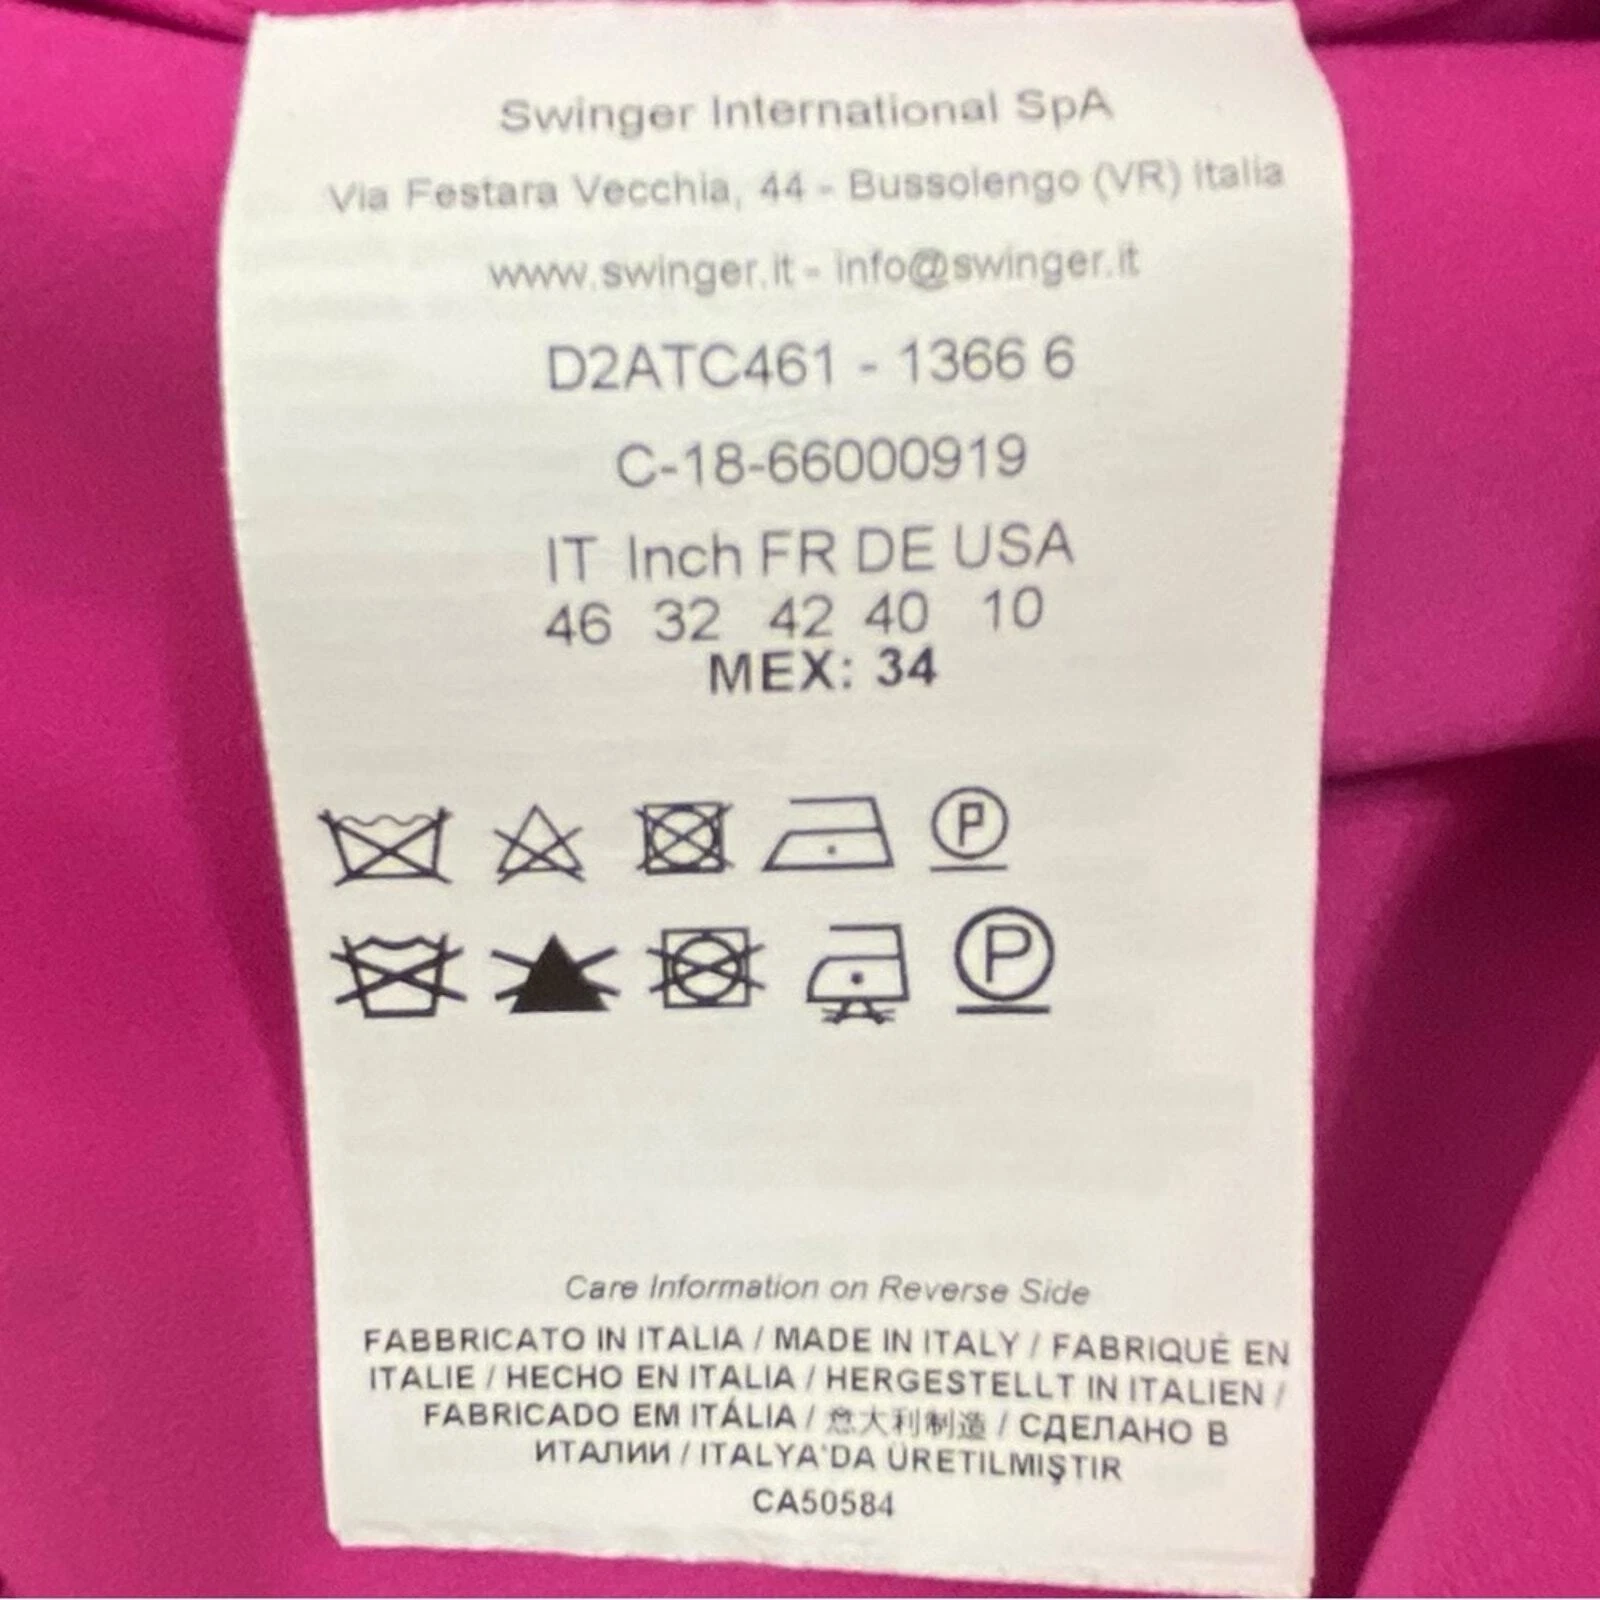 Swinger International SpA
Via Festara Vecchia, 44 - Bussolengo (VR) Italia
www.swinger.it - info@swinger.it
D2ATC461 - 1366 6
C-18-66000919
IT Inch FR DE USA
46 32 42 40 10
MEX: 34
P
P
Care Information on Reverse Side
FABBRICATO IN ITALIA / MADE IN ITALY / FABRIQUÉ EN
ITALIE / HECHO EN ITALIA / HERGESTELLT IN ITALIEN /
FABRICADO EM ITÁLIA / 意大利制造 / СДЕЛАНО В
ИТАЛИИ / ITALYA'DA ÜRETILMIŞTIR
CA50584